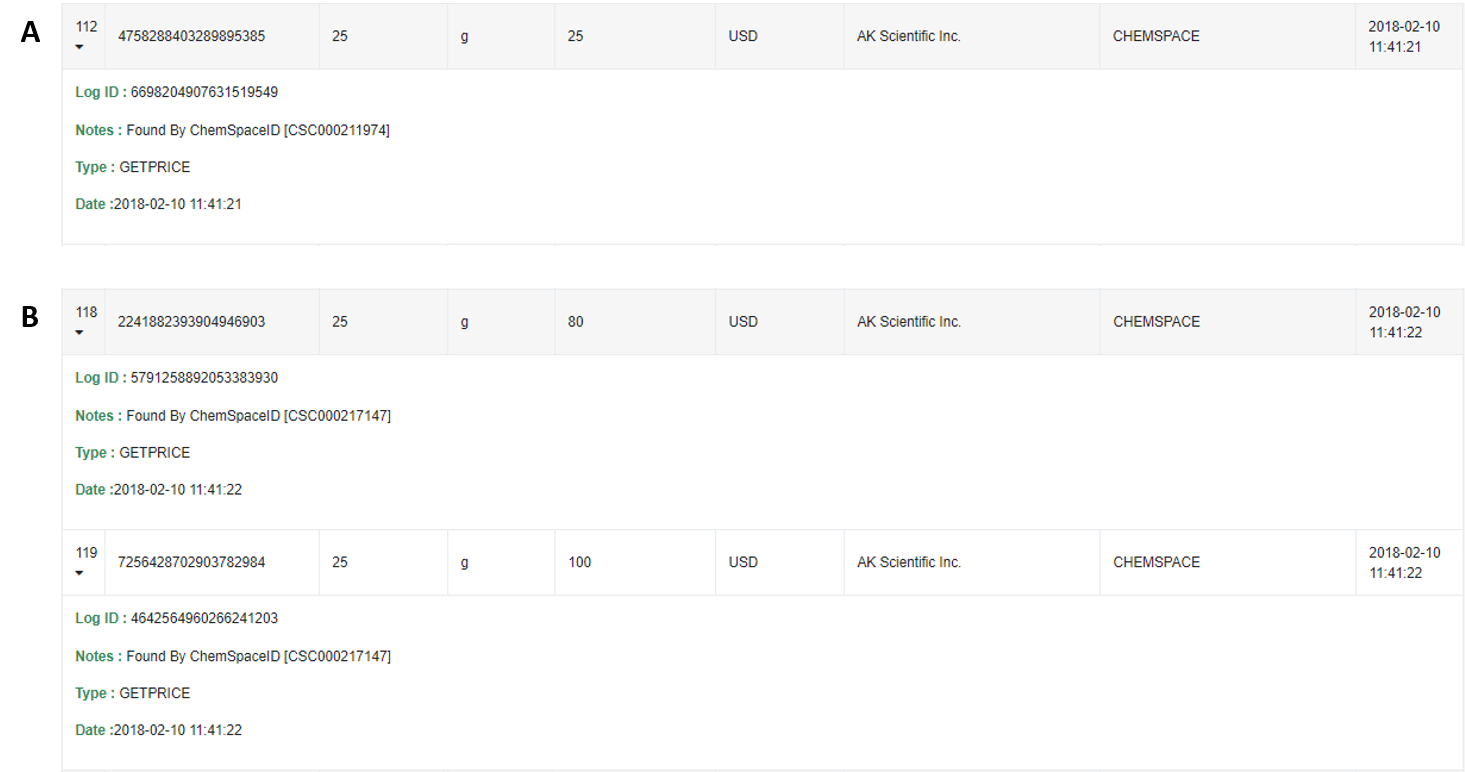 A
112 4758288403289895385 25 g 25 USD AK Scientific Inc. CHEMSPACE 2018-02-10
11:41:21
Log ID : 6698204907631519549
Notes : Found By ChemSpaceID [CSC000211974]
Type : GETPRICE
Date :2018-02-10 11:41:21
B
118 2241882393904946903 25 g 80 USD AK Scientific Inc. CHEMSPACE 2018-02-10
11:41:22
Log ID : 5791258892053383930
Notes : Found By ChemSpaceID [CSC000217147]
Type : GETPRICE
Date :2018-02-10 11:41:22
119 7256428702903782984 25 g 100 USD AK Scientific Inc. CHEMSPACE 2018-02-10
11:41:22
Log ID : 4642564960266241203
Notes : Found By ChemSpaceID [CSC000217147]
Type : GETPRICE
Date :2018-02-10 11:41:22